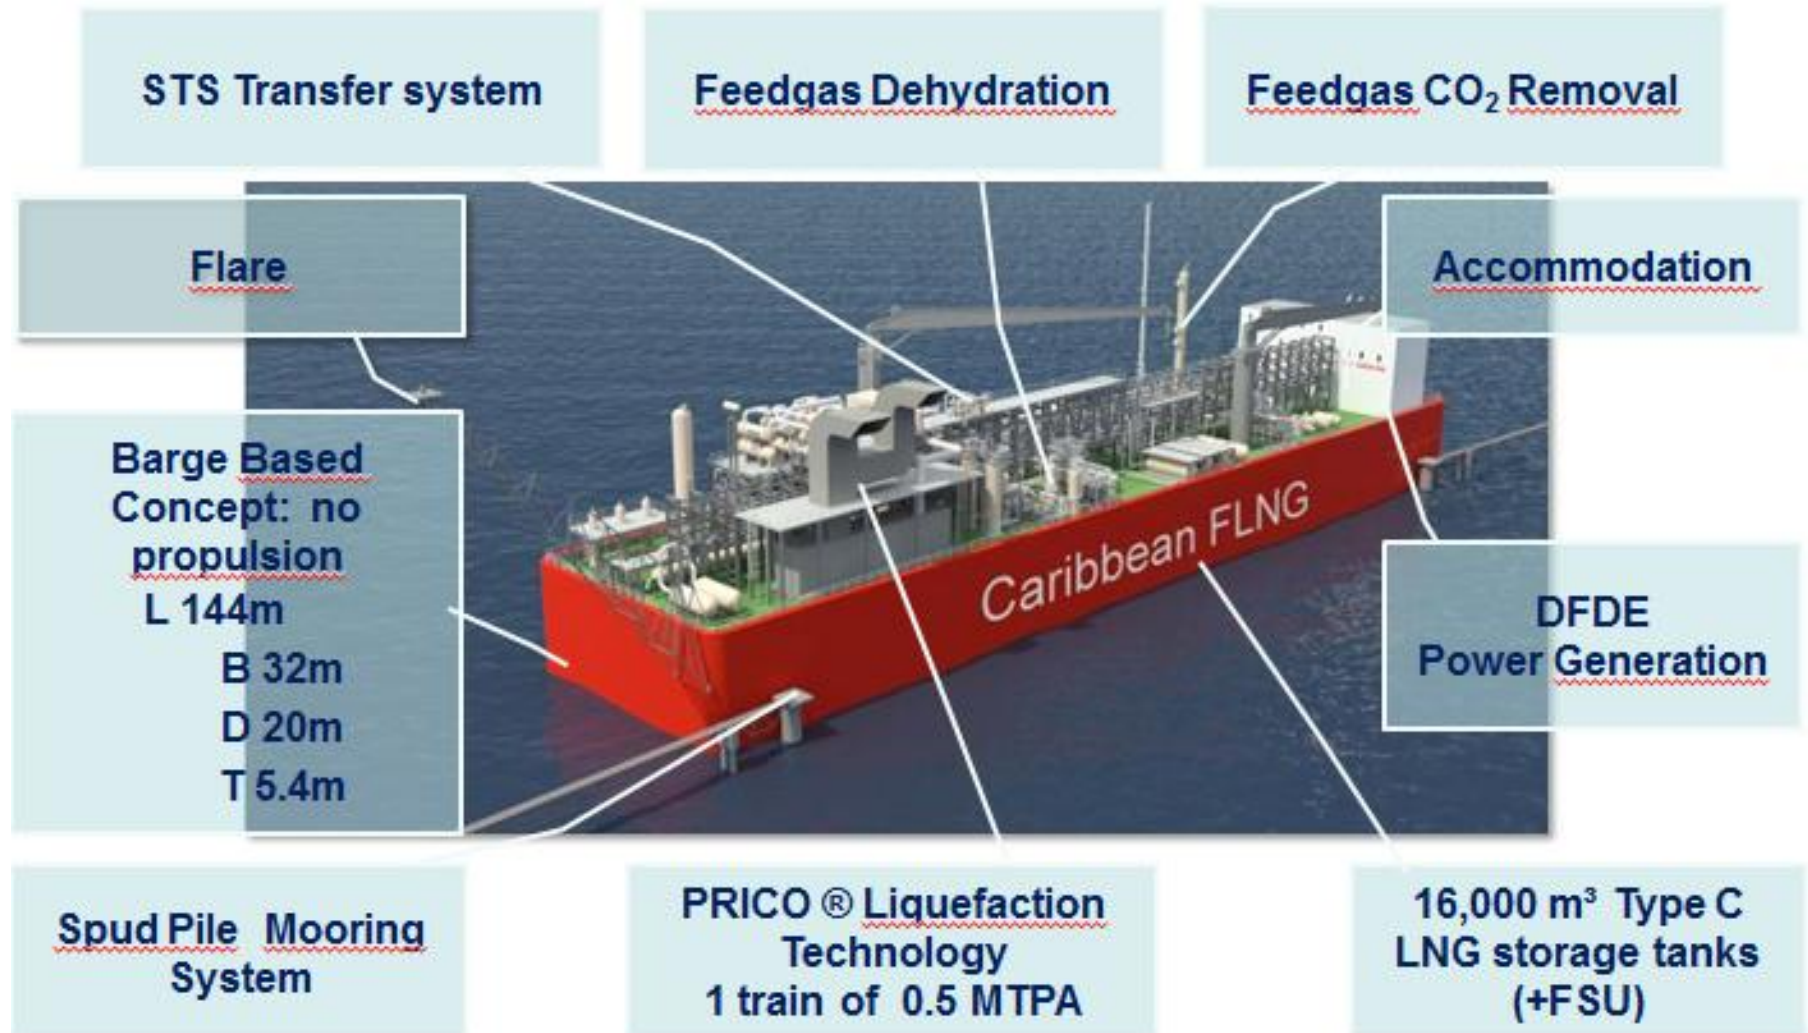 STS Transfer system
Feedgas Dehydration
Feedgas CO₂ Removal
Flare
Accommodation
Barge Based
Concept: no
propulsion
L 144m
B 32m
D 20m
T 5.4m
Caribbean FLNG
DFDE
Power Generation
Spud Pile Mooring
System
PRICO ® Liquefaction
Technology
1 train of 0.5 MTPA
16,000 m³ Type C
LNG storage tanks
(+FSU)